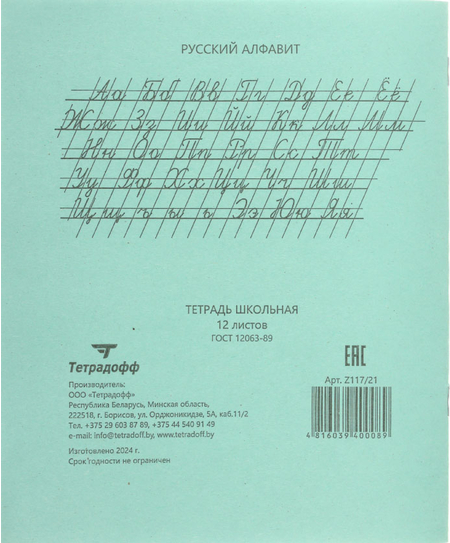 РУССКИЙ АЛФАВИТ
Аа Бб Вв Гг Дд Ее Ёё
Жж Зз Ии Йй Кк Лл Мм
Нн Оо Пп Рр Сс Тт
Уу Фф Хх Цц Чч Шш
Щщ ъ ы ь Ээ Юю Яя
ТЕТРАДЬ ШКОЛЬНАЯ
12 листов
ГОСТ 12063-89
Тетрадофф
Производитель:
ООО «Тетрадофф»
Республика Беларусь, Минская область,
222518, г. Борисов, ул. Орджоникидзе, 5А, каб.11/2
Тел. +375 29 603 87 89, +375 44 540 91 49
e-mail: info@tetradoff.by, www.tetradoff.by
Изготовлено 2024 г.
Срок годности не ограничен
EAC
Арт. Z117/21
4 816039 400089